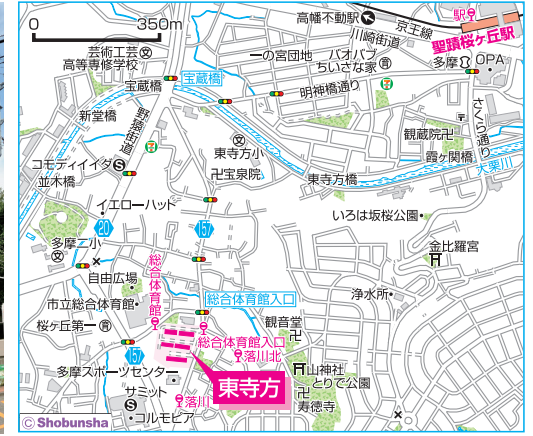 0 350m
高幡不動駅
京王線
川崎街道
駅
聖蹟桜ヶ丘駅
芸術工芸
高等専修学校
文
一の宮団地
バオバブ
ちいさな家
多摩
OPA
宝蔵橋
宝蔵橋
明神橋通り
さくら通り
新堂橋
野猿街道
観蔵院
霞ヶ関橋
大栗川
文
東寺方小
宝泉院
コモディイイダ
S
並木橋
東寺方橋
イエローハット
20
157
いろは坂桜公園
多摩二小
文
金比羅宮
自由広場
総合体育館
浄水所
市立総合体育館
総合体育館入口
桜ヶ丘第一
観音堂
総合体育館入口
落川北
157
多摩スポーツセンター
山神社
とりで公園
サミット
S
東寺方
落川
寿徳寺
コルモピア
© Shobunsha